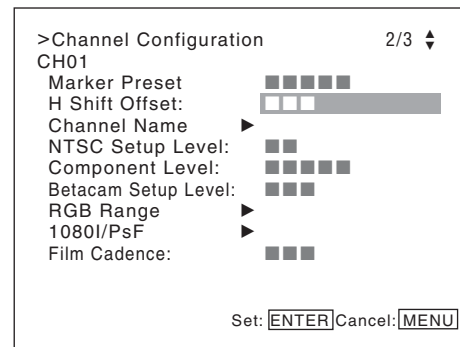 >Channel Configuration 2/3
CH01
Marker Preset ■■■■■
H Shift Offset: □□□
Channel Name ▶
NTSC Setup Level: ■■
Component Level: ■■■■■
Betacam Setup Level: ■■■
RGB Range ▶
1080I/PsF ▶
Film Cadence: ■■■
Set: ENTER Cancel: MENU